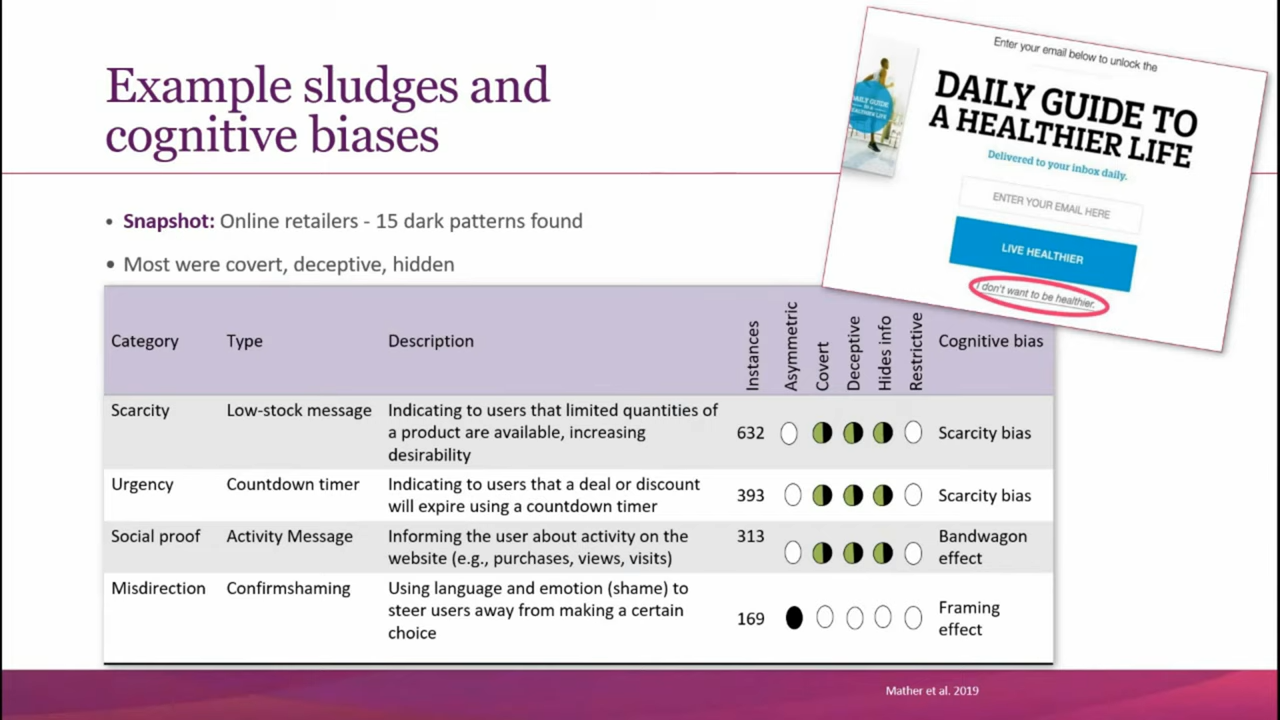 Example sludges and
cognitive biases
Enter your email below to unlock the
DAILY GUIDE TO
A HEALTHIER LIFE
Delivered to your inbox daily.
ENTER YOUR EMAIL HERE
LIVE HEALTHIER
I don't want to be healthier.
DAILY GUIDE
TO A
HEALTHIER LIFE
• Snapshot: Online retailers - 15 dark patterns found
• Most were covert, deceptive, hidden
Category Type Description Instances Asymmetric Covert Deceptive Hides info Restrictive Cognitive bias
Scarcity Low-stock message Indicating to users that limited quantities of
a product are available, increasing
desirability
632 Scarcity bias
Urgency Countdown timer Indicating to users that a deal or discount
will expire using a countdown timer
393 Scarcity bias
Social proof Activity Message Informing the user about activity on the
website (e.g., purchases, views, visits)
313 Bandwagon
effect
Misdirection Confirmshaming Using language and emotion (shame) to
steer users away from making a certain
choice
169 Framing
effect
Mather et al. 2019